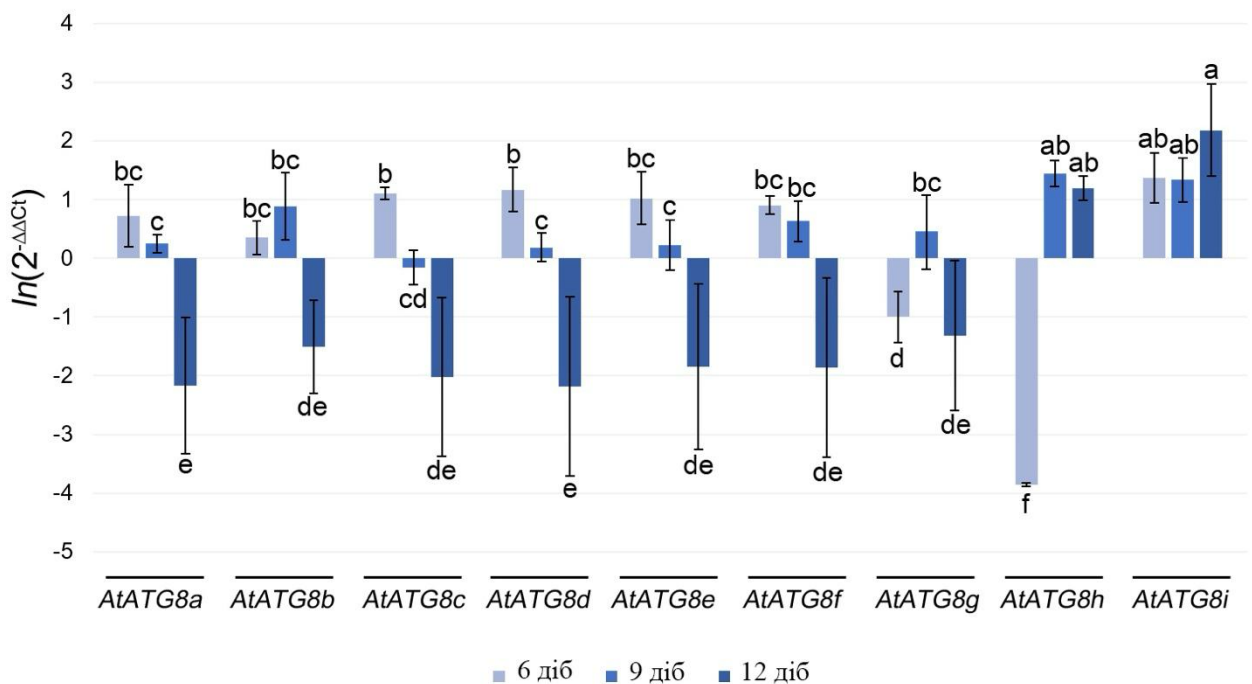 4
3
2
1
0
-1
-2
-3
-4
-5
ln(2^-ΔΔCt)
bc c e
bc bc de
b cd de
b c e
bc c de
bc bc de
d bc de
f ab ab
ab ab a
AtATG8a AtATG8b AtATG8c AtATG8d AtATG8e AtATG8f AtATG8g AtATG8h AtATG8i
6 діб 9 діб 12 діб